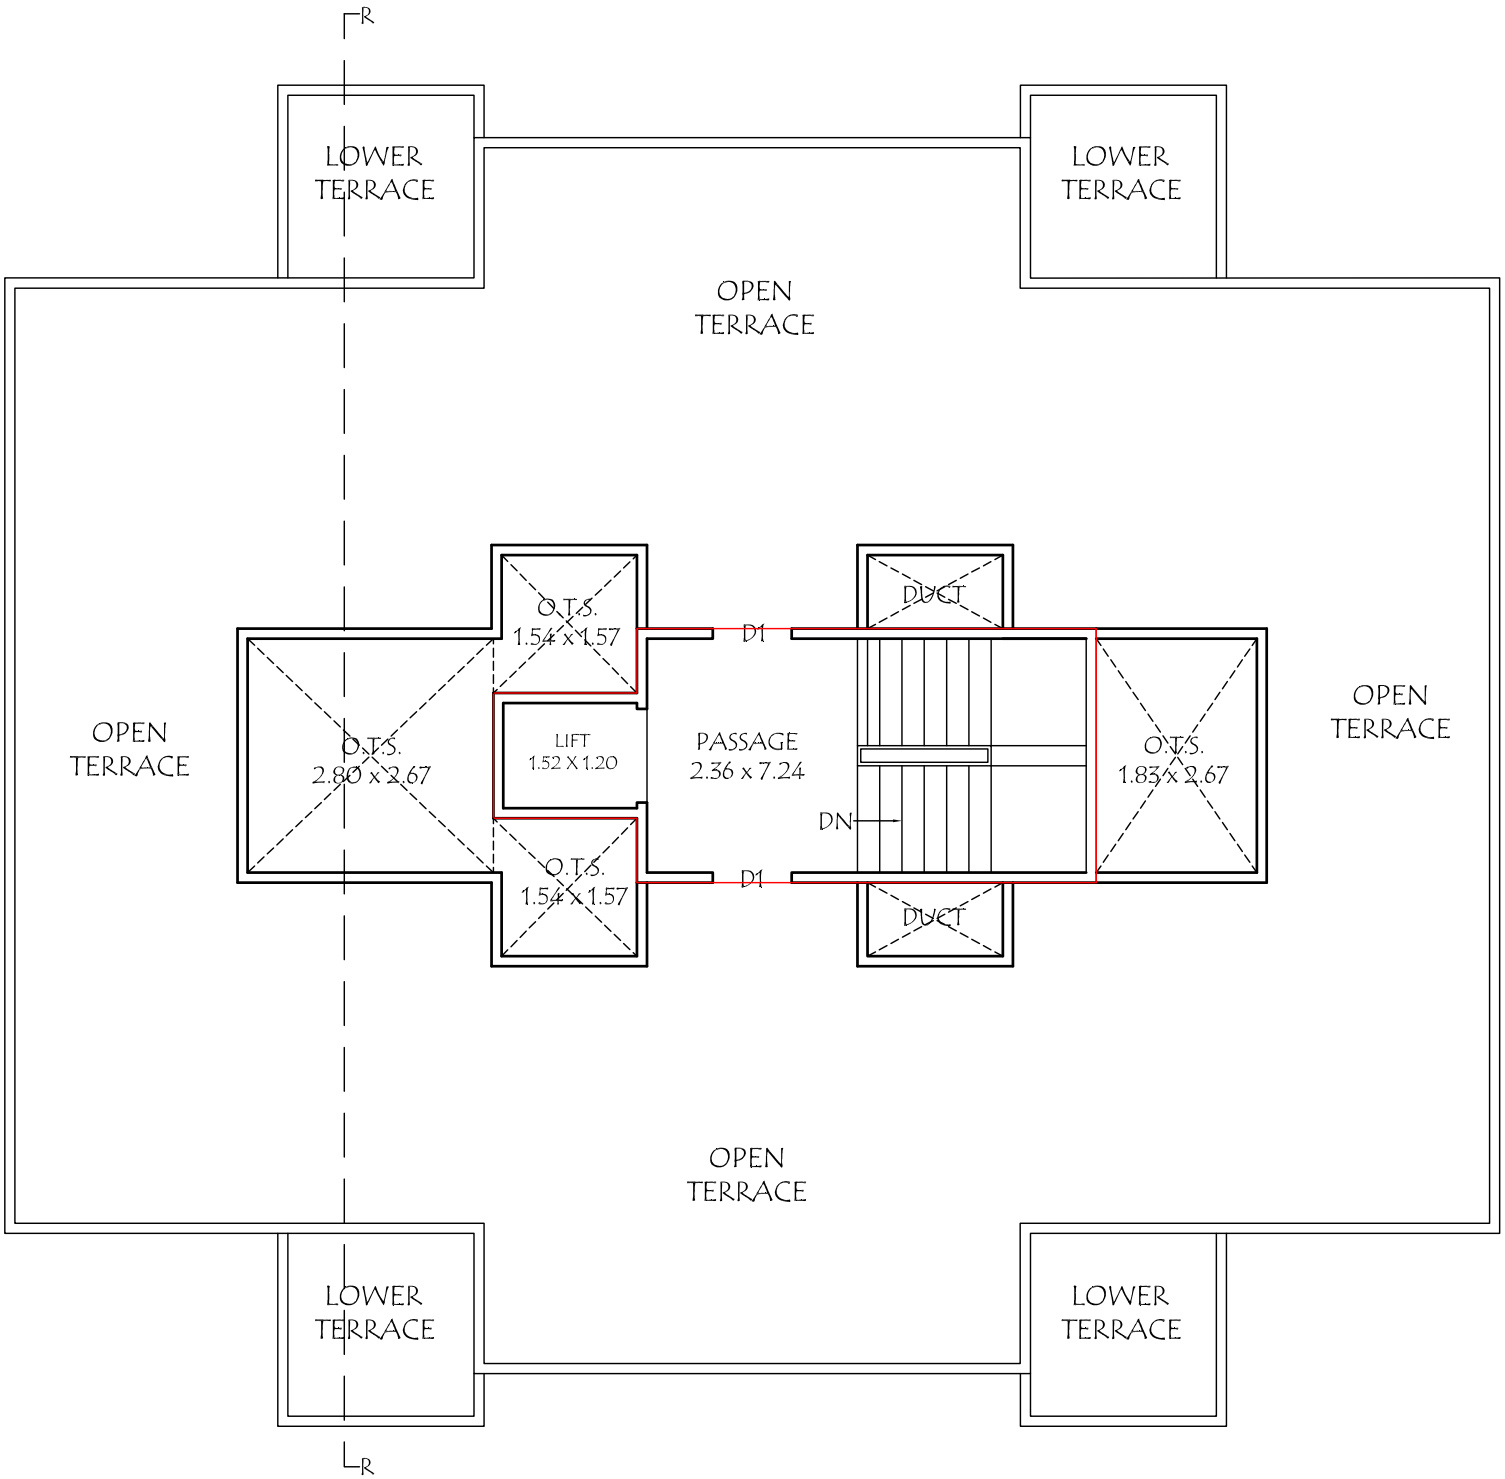 R
LOWER
TERRACE
LOWER
TERRACE
OPEN
TERRACE
DUCT
O.T.S.
1.54 x 1.57
D1
OPEN
TERRACE
OPEN
TERRACE
O.T.S.
2.80 x 2.67
LIFT
1.52 X 1.20
PASSAGE
2.36 x 7.24
O.T.S.
1.83 x 2.67
DN
O.T.S.
1.54 x 1.57
D1
DUCT
OPEN
TERRACE
LOWER
TERRACE
LOWER
TERRACE
R